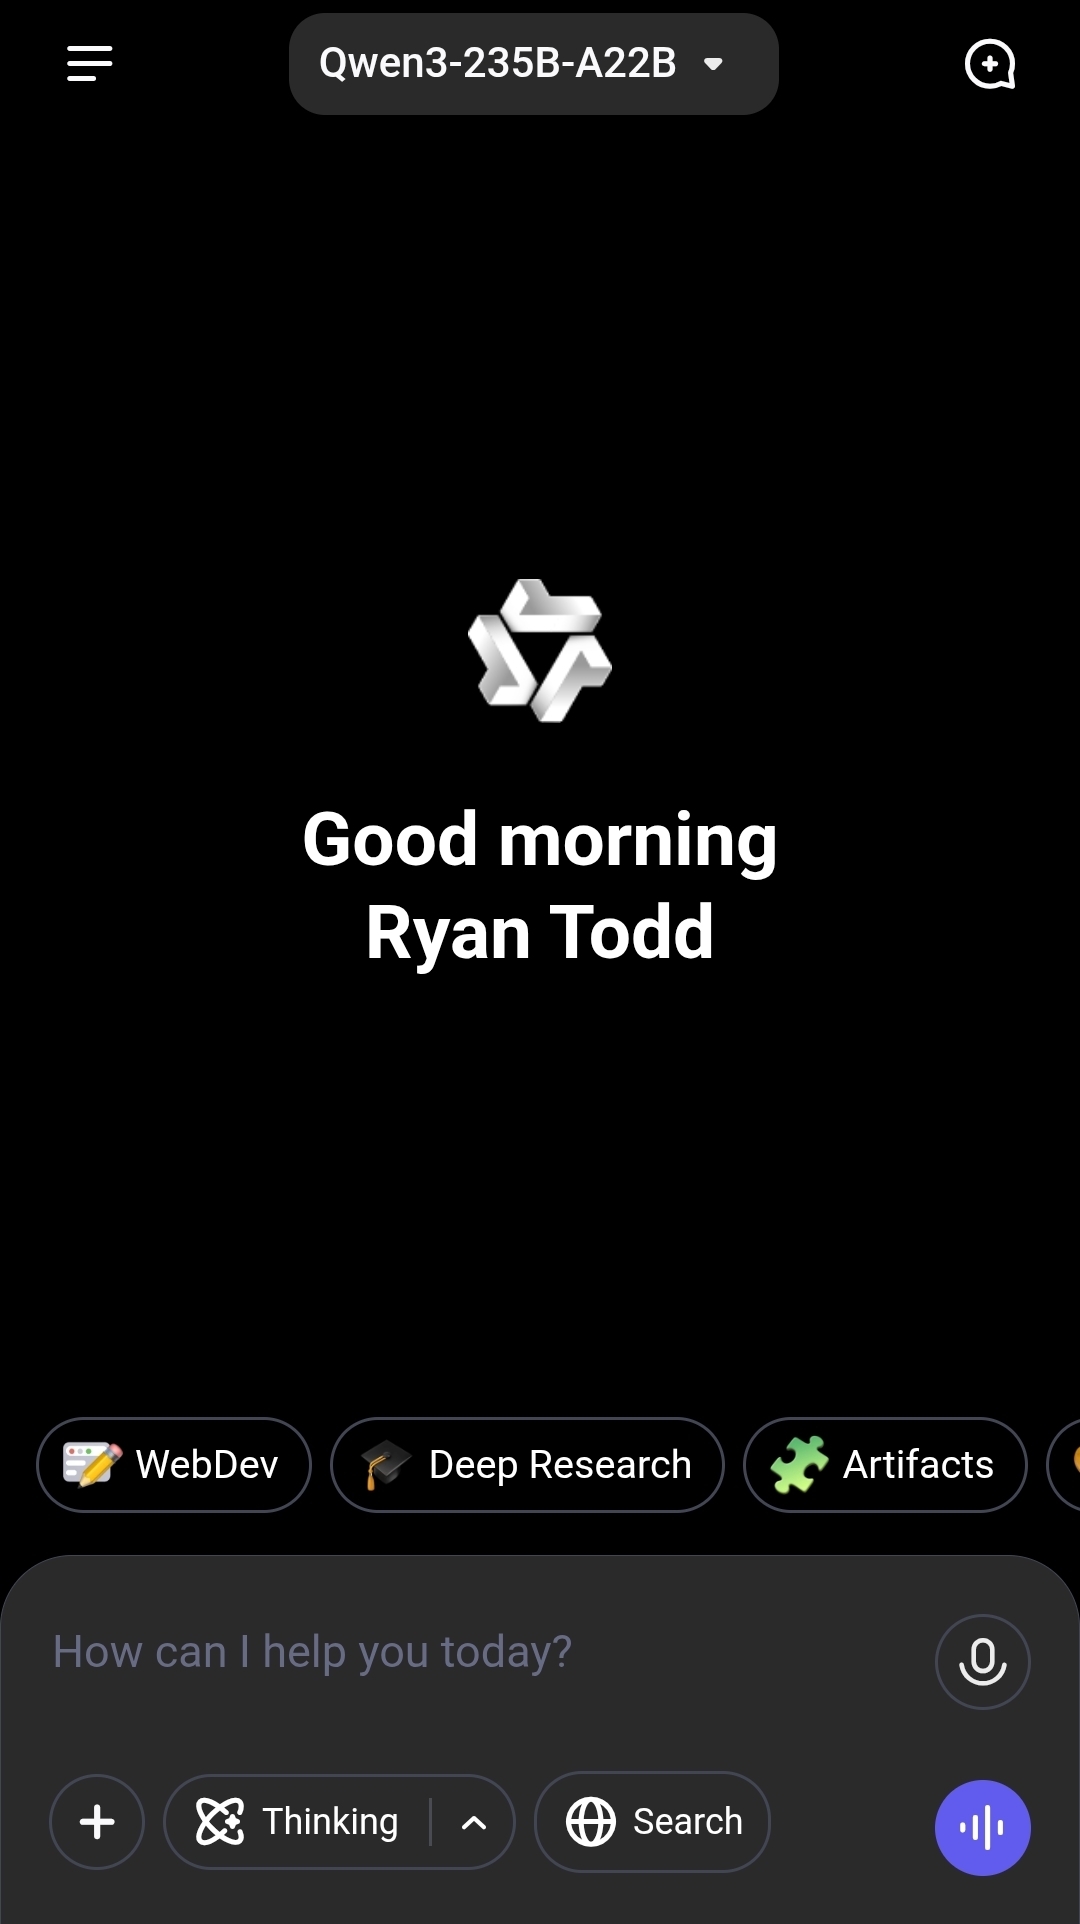 Qwen3-235B-A22B
Good morning
Ryan Todd
WebDev
Deep Research
Artifacts
How can I help you today?
Thinking
Search